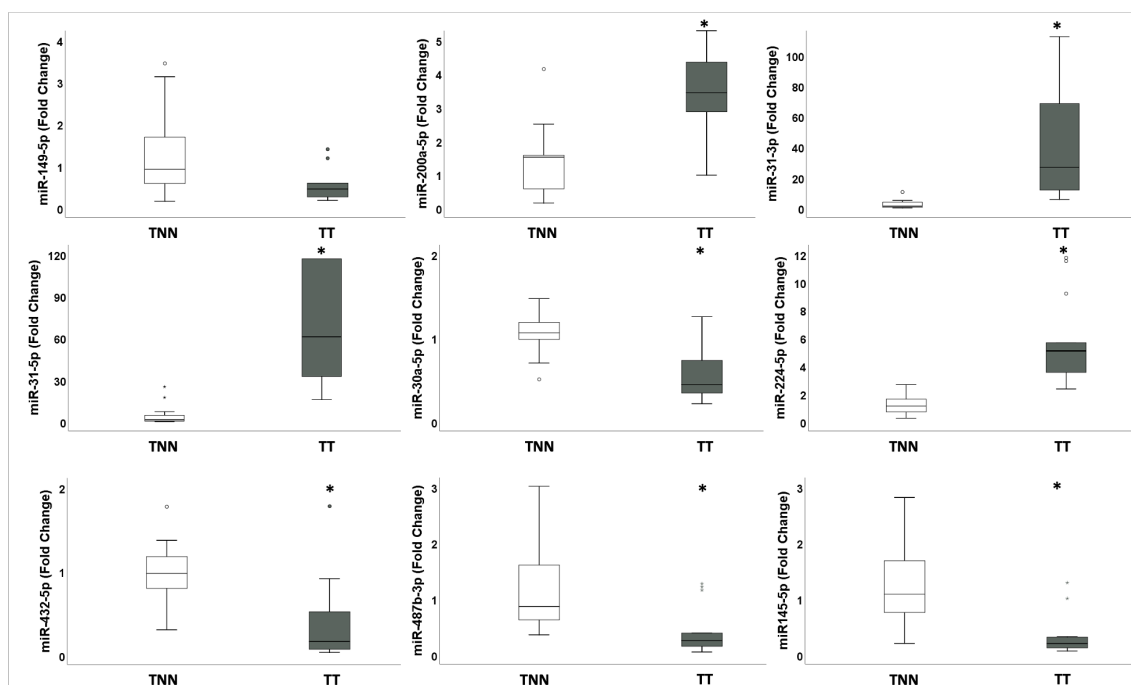 miR-149-5p (Fold Change)
4
3
2
1
0
TNN
TT
miR-200a-5p (Fold Change)
5
4
3
2
1
0
*
TNN
TT
miR-31-3p (Fold Change)
100
80
60
40
20
0
*
TNN
TT
miR-31-5p (Fold Change)
120
90
60
30
0
*
TNN
TT
miR-30a-5p (Fold Change)
2
1
0
*
TNN
TT
miR-224-5p (Fold Change)
12
10
8
6
4
2
0
*
TNN
TT
miR-432-5p (Fold Change)
2
1
0
*
TNN
TT
miR-487b-3p (Fold Change)
3
2
1
0
*
TNN
TT
miR145-5p (Fold Change)
3
2
1
0
*
TNN
TT